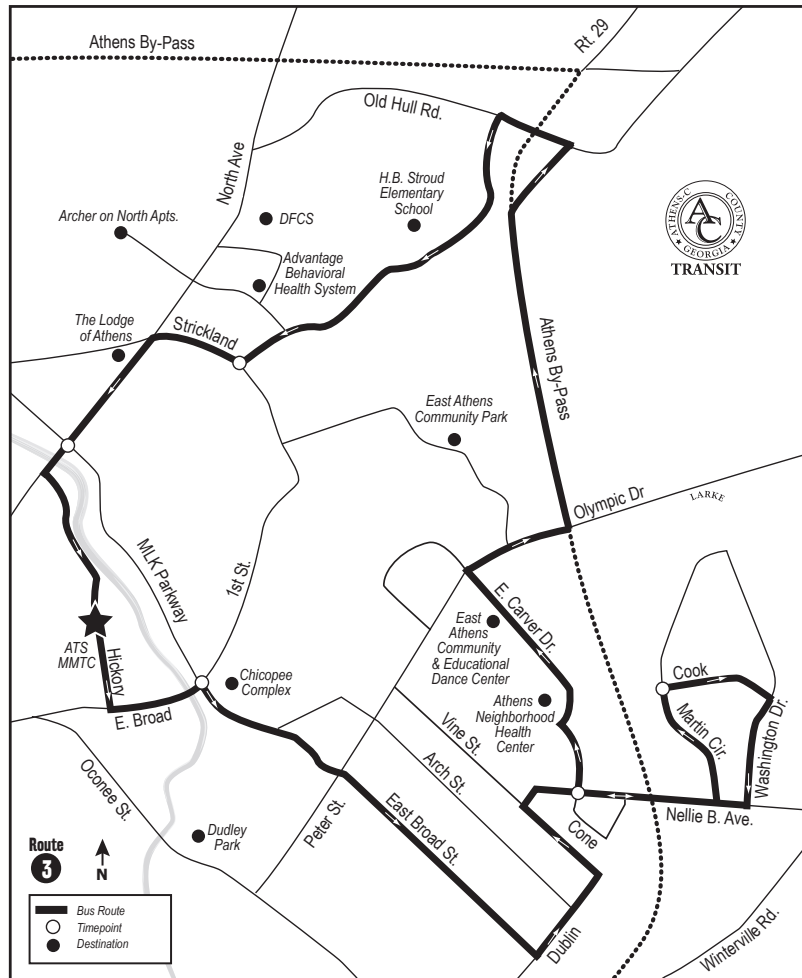 Athens By-Pass
Rt. 29
Old Hull Rd.
North Ave
H.B. Stroud
Elementary
School
DFCS
Archer on North Apts.
Advantage
Behavioral
Health System
ATHENS-C
COUNTY
GEORGIA
AC
TRANSIT
The Lodge
of Athens
Strickland
Athens By-Pass
East Athens
Community Park
Olympic Dr
LARKE
MLK Parkway
1st St.
E. Carver Dr.
East
Athens
Community
& Educational
Dance Center
ATS
MMTC
Hickory
Chicopee
Complex
E. Broad
Cook
Martin Cir.
Washington Dr.
Athens
Neighborhood
Health
Center
Vine St.
Arch St.
Oconee St.
Peter St.
East Broad St.
Cone
Nellie B. Ave.
Dudley
Park
Dublin
Winterville Rd.
Route
3
N
Bus Route
Timepoint
Destination